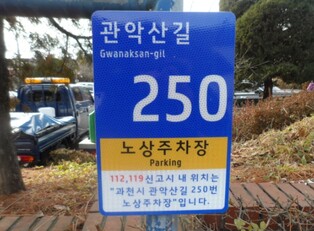 관악산길
Gwanaksan-gil
250
노상주차장
Parking
112,119신고시 내 위치는
"과천시 관악산길 250번
노상주차장"입니다.